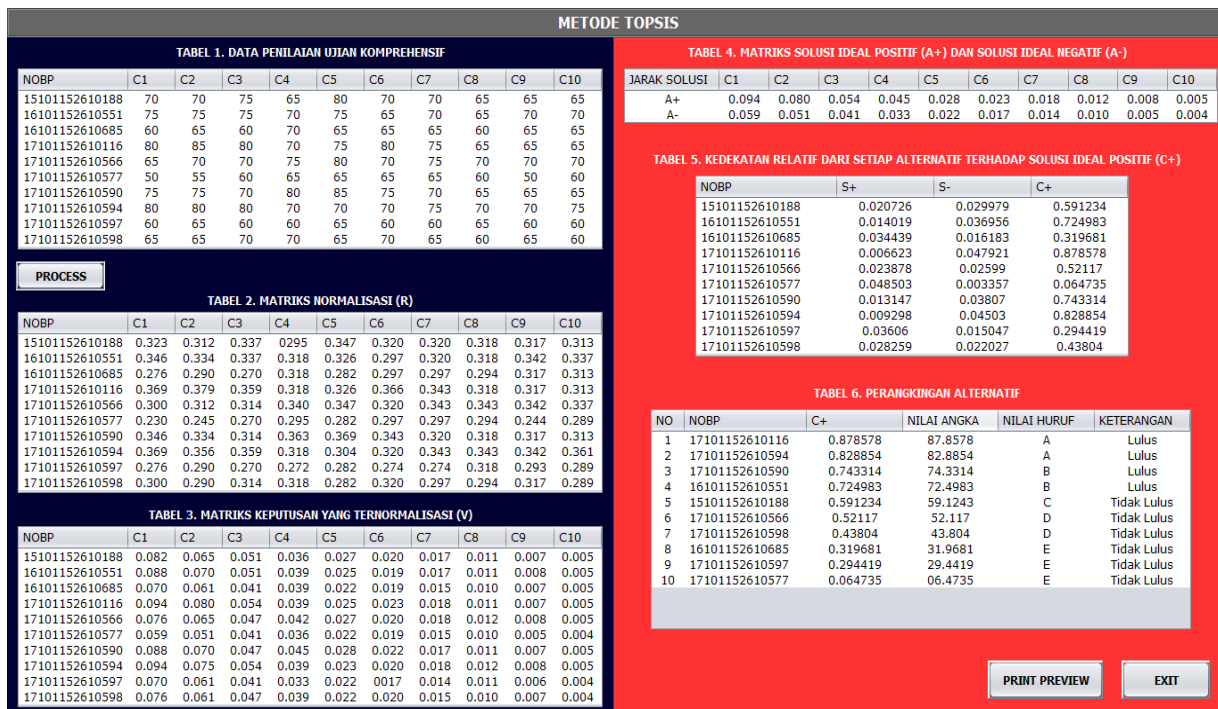 METODE TOPSIS
TABEL 1. DATA PENILAIAN UJIAN KOMPREHENSIF
NOBP C1 C2 C3 C4 C5 C6 C7 C8 C9 C10
15101152610188 70 70 75 65 80 70 70 65 65 65
16101152610551 75 75 75 70 75 65 70 65 70 70
16101152610685 60 65 60 70 65 65 65 60 65 65
17101152610116 80 85 80 70 75 80 75 65 65 65
17101152610566 65 70 70 75 80 70 75 70 70 70
17101152610577 50 55 60 65 65 65 65 60 50 60
17101152610590 75 75 70 80 85 75 70 65 65 65
17101152610594 80 80 80 70 70 70 75 70 70 75
17101152610597 60 65 60 60 65 60 60 65 60 60
17101152610598 65 65 70 70 65 70 65 60 65 60
PROCESS
TABEL 2. MATRIKS NORMALISASI (R)
NOBP C1 C2 C3 C4 C5 C6 C7 C8 C9 C10
15101152610188 0.323 0.312 0.337 0295 0.347 0.320 0.320 0.318 0.317 0.313
16101152610551 0.346 0.334 0.337 0.318 0.326 0.297 0.320 0.318 0.342 0.337
16101152610685 0.276 0.290 0.270 0.318 0.282 0.297 0.297 0.294 0.317 0.313
17101152610116 0.369 0.379 0.359 0.318 0.326 0.366 0.343 0.318 0.317 0.313
17101152610566 0.300 0.312 0.314 0.340 0.347 0.320 0.343 0.343 0.342 0.337
17101152610577 0.230 0.245 0.270 0.295 0.282 0.297 0.297 0.294 0.244 0.289
17101152610590 0.346 0.334 0.314 0.363 0.369 0.343 0.320 0.318 0.317 0.313
17101152610594 0.369 0.356 0.359 0.318 0.304 0.320 0.343 0.343 0.342 0.361
17101152610597 0.276 0.290 0.270 0.272 0.282 0.274 0.274 0.318 0.293 0.289
17101152610598 0.300 0.290 0.314 0.318 0.282 0.320 0.297 0.294 0.317 0.289
TABEL 3. MATRIKS KEPUTUSAN YANG TERNORMALISASI (V)
NOBP C1 C2 C3 C4 C5 C6 C7 C8 C9 C10
15101152610188 0.082 0.065 0.051 0.036 0.027 0.020 0.017 0.011 0.007 0.005
16101152610551 0.088 0.070 0.051 0.039 0.025 0.019 0.017 0.011 0.008 0.005
16101152610685 0.070 0.061 0.041 0.039 0.022 0.019 0.015 0.010 0.007 0.005
17101152610116 0.094 0.080 0.054 0.039 0.025 0.023 0.018 0.011 0.007 0.005
17101152610566 0.076 0.065 0.047 0.042 0.027 0.020 0.018 0.012 0.008 0.005
17101152610577 0.059 0.051 0.041 0.036 0.022 0.019 0.015 0.010 0.005 0.004
17101152610590 0.088 0.070 0.047 0.045 0.028 0.022 0.017 0.011 0.007 0.005
17101152610594 0.094 0.075 0.054 0.039 0.023 0.020 0.018 0.012 0.008 0.005
17101152610597 0.070 0.061 0.041 0.033 0.022 0017 0.014 0.011 0.006 0.004
17101152610598 0.076 0.061 0.047 0.039 0.022 0.020 0.015 0.010 0.007 0.004
TABEL 4. MATRIKS SOLUSI IDEAL POSITIF (A+) DAN SOLUSI IDEAL NEGATIF (A-)
JARAK SOLUSI C1 C2 C3 C4 C5 C6 C7 C8 C9 C10
A+ 0.094 0.080 0.054 0.045 0.028 0.023 0.018 0.012 0.008 0.005
A- 0.059 0.051 0.041 0.033 0.022 0.017 0.014 0.010 0.005 0.004
TABEL 5. KEDEKATAN RELATIF DARI SETIAP ALTERNATIF TERHADAP SOLUSI IDEAL POSITIF (C+)
NOBP S+ S- C+
15101152610188 0.020726 0.029979 0.591234
16101152610551 0.014019 0.036956 0.724983
16101152610685 0.034439 0.016183 0.319681
17101152610116 0.006623 0.047921 0.878578
17101152610566 0.023878 0.02599 0.52117
17101152610577 0.048503 0.003357 0.064735
17101152610590 0.013147 0.03807 0.743314
17101152610594 0.009298 0.04503 0.828854
17101152610597 0.03606 0.015047 0.294419
17101152610598 0.028259 0.022027 0.43804
TABEL 6. PERANGKINGAN ALTERNATIF
NO NOBP C+ NILAI ANGKA NILAI HURUF KETERANGAN
1 17101152610116 0.878578 87.8578 A Lulus
2 17101152610594 0.828854 82.8854 A Lulus
3 17101152610590 0.743314 74.3314 B Lulus
4 16101152610551 0.724983 72.4983 B Lulus
5 15101152610188 0.591234 59.1243 C Tidak Lulus
6 17101152610566 0.52117 52.117 D Tidak Lulus
7 17101152610598 0.43804 43.804 D Tidak Lulus
8 16101152610685 0.319681 31.9681 E Tidak Lulus
9 17101152610597 0.294419 29.4419 E Tidak Lulus
10 17101152610577 0.064735 06.4735 E Tidak Lulus
PRINT PREVIEW
EXIT